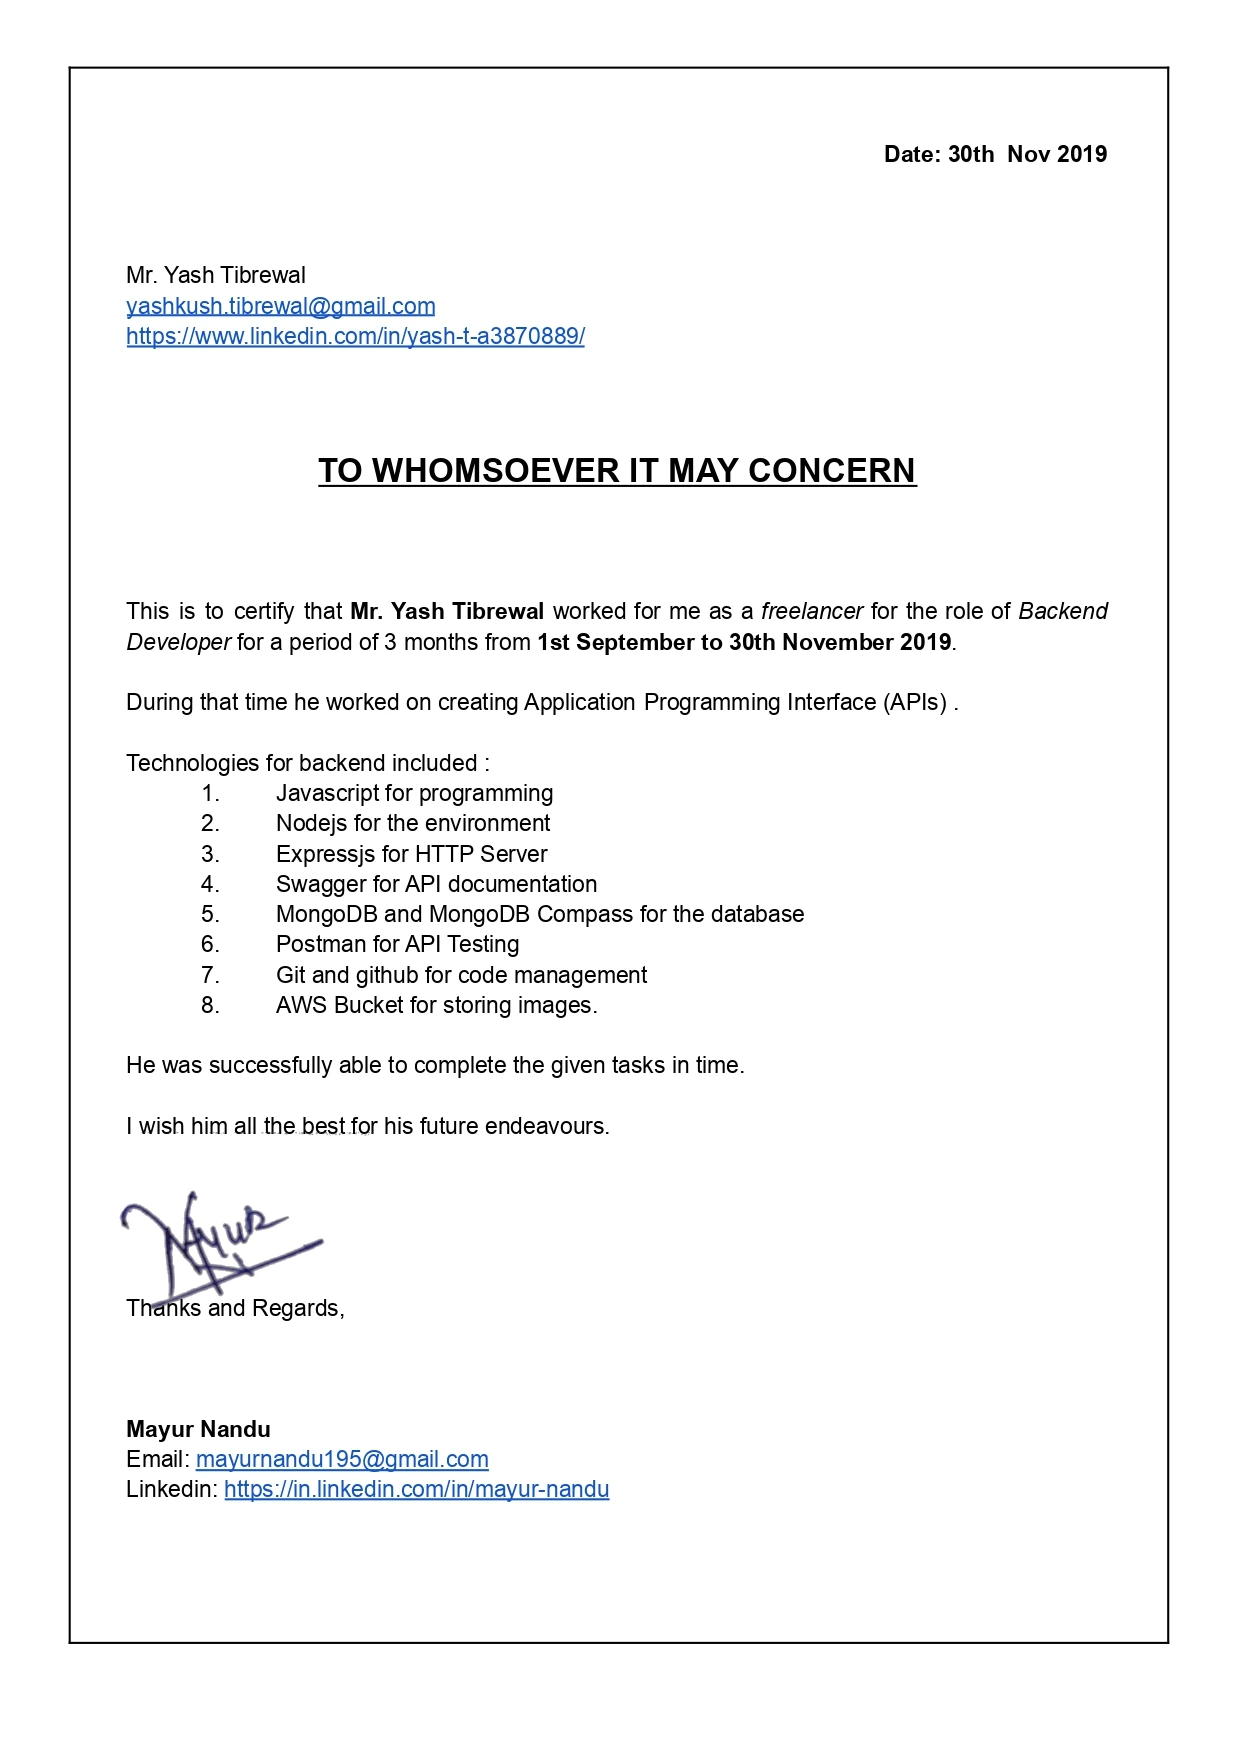 Date: 30th  Nov 2019
Mr. Yash Tibrewal
yashkush.tibrewal@gmail.com
https://www.linkedin.com/in/yash-t-a3870889/
TO WHOMSOEVER IT MAY CONCERN
This is to certify that Mr. Yash Tibrewal worked for me as a freelancer for the role of Backend
Developer for a period of 3 months from 1st September to 30th November 2019.
During that time he worked on creating Application Programming Interface (APIs) .
Technologies for backend included :
1. Javascript for programming
2. Nodejs for the environment
3. Expressjs for HTTP Server
4. Swagger for API documentation
5. MongoDB and MongoDB Compass for the database
6. Postman for API Testing
7. Git and github for code management
8. AWS Bucket for storing images.
He was successfully able to complete the given tasks in time.
I wish him all the best for his future endeavours.
Mayur
Thanks and Regards,
Mayur Nandu
Email: mayurnandu195@gmail.com
Linkedin: https://in.linkedin.com/in/mayur-nandu